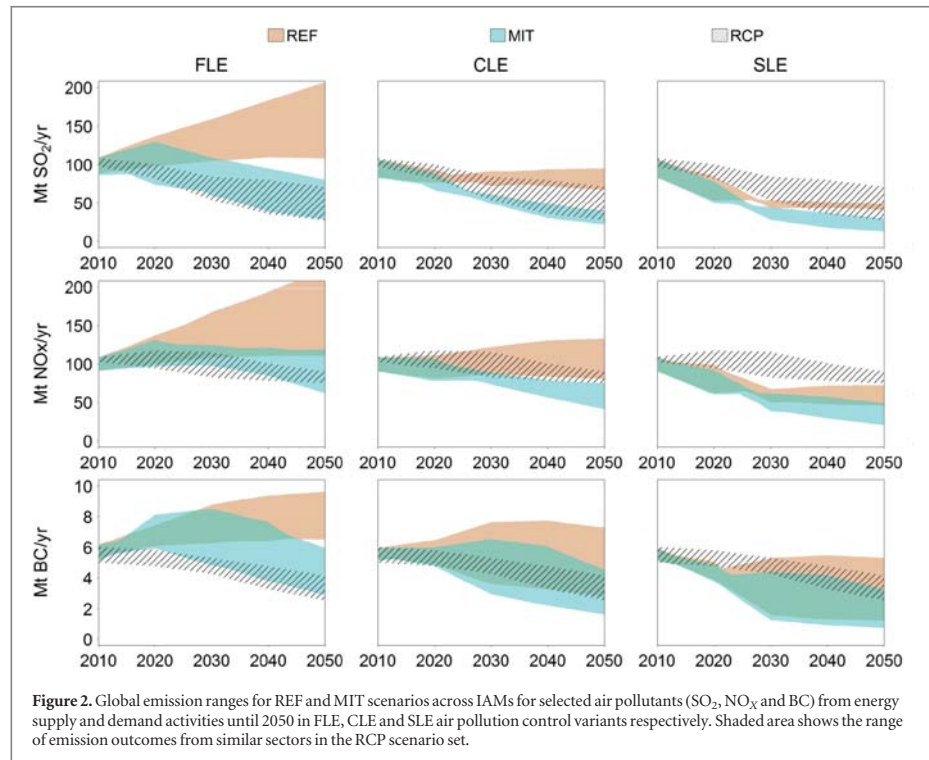 REF MIT RCP
FLE CLE SLE
Mt SO₂/yr
200
150
100
50
0
2010 2020 2030 2040 2050 2010 2020 2030 2040 2050 2010 2020 2030 2040 2050
Mt NOx/yr
200
150
100
50
0
2010 2020 2030 2040 2050 2010 2020 2030 2040 2050 2010 2020 2030 2040 2050
Mt BC/yr
10
8
6
4
2
0
2010 2020 2030 2040 2050 2010 2020 2030 2040 2050 2010 2020 2030 2040 2050
Figure 2. Global emission ranges for REF and MIT scenarios across IAMs for selected air pollutants (SO₂, NOX and BC) from energy
supply and demand activities until 2050 in FLE, CLE and SLE air pollution control variants respectively. Shaded area shows the range
of emission outcomes from similar sectors in the RCP scenario set.